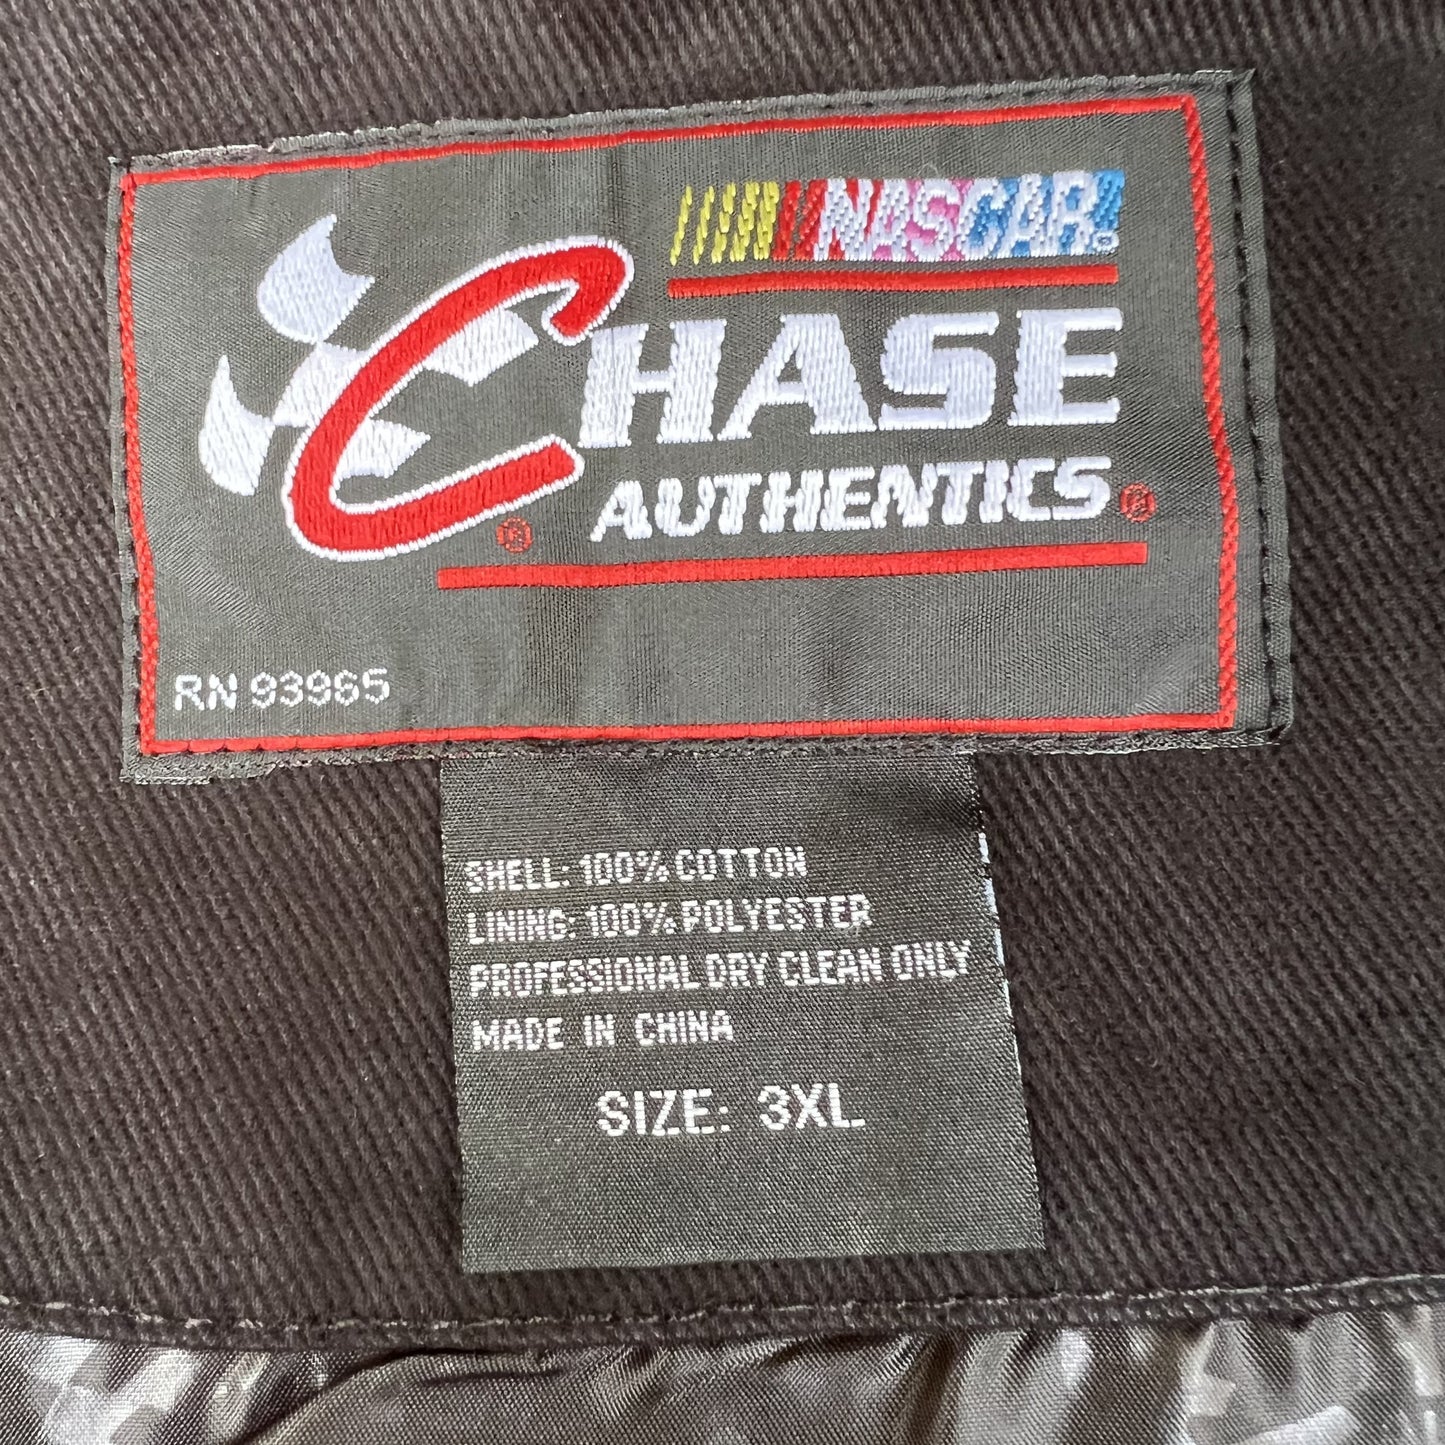 NASCAR®
CHASE
AUTHENTICS®
®
RN 93965
SHELL: 100% COTTON
LINING: 100% POLYESTER
PROFESSIONAL DRY CLEAN ONLY
MADE IN CHINA
SIZE: 3XL